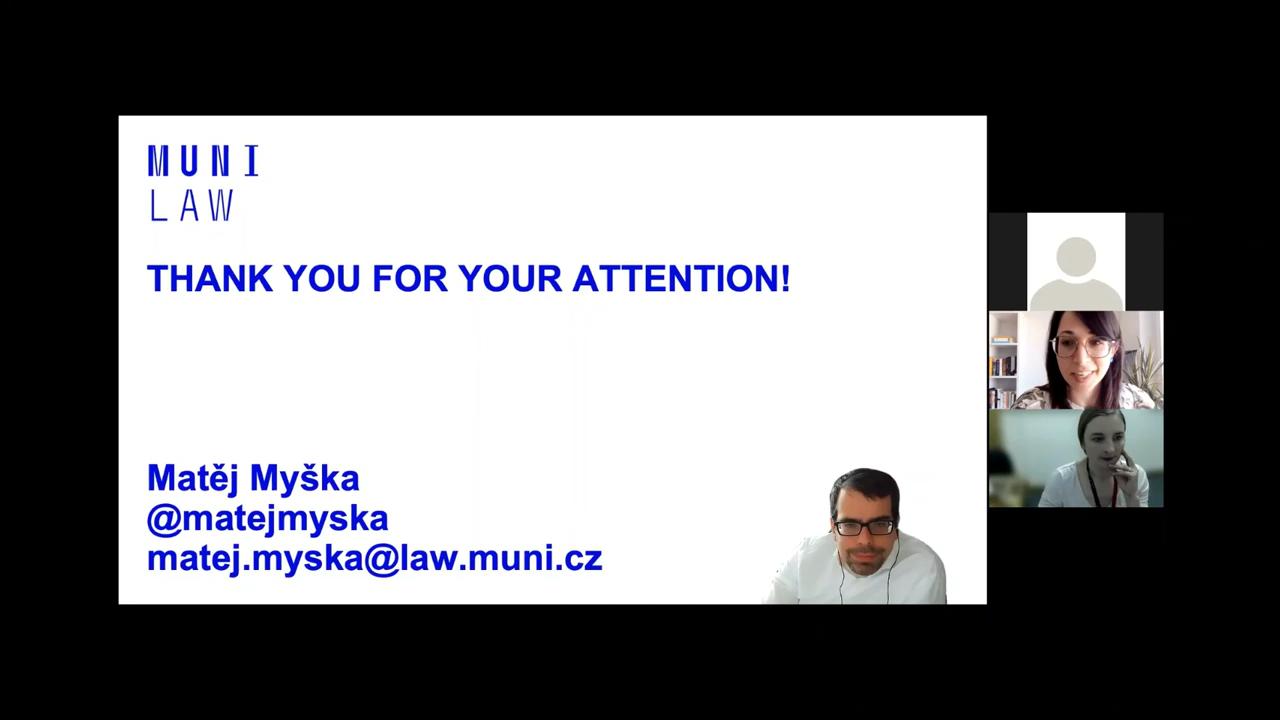 MUNI
LAW
THANK YOU FOR YOUR ATTENTION!
Matěj Myška
@matejmyska
matej.myska@law.muni.cz